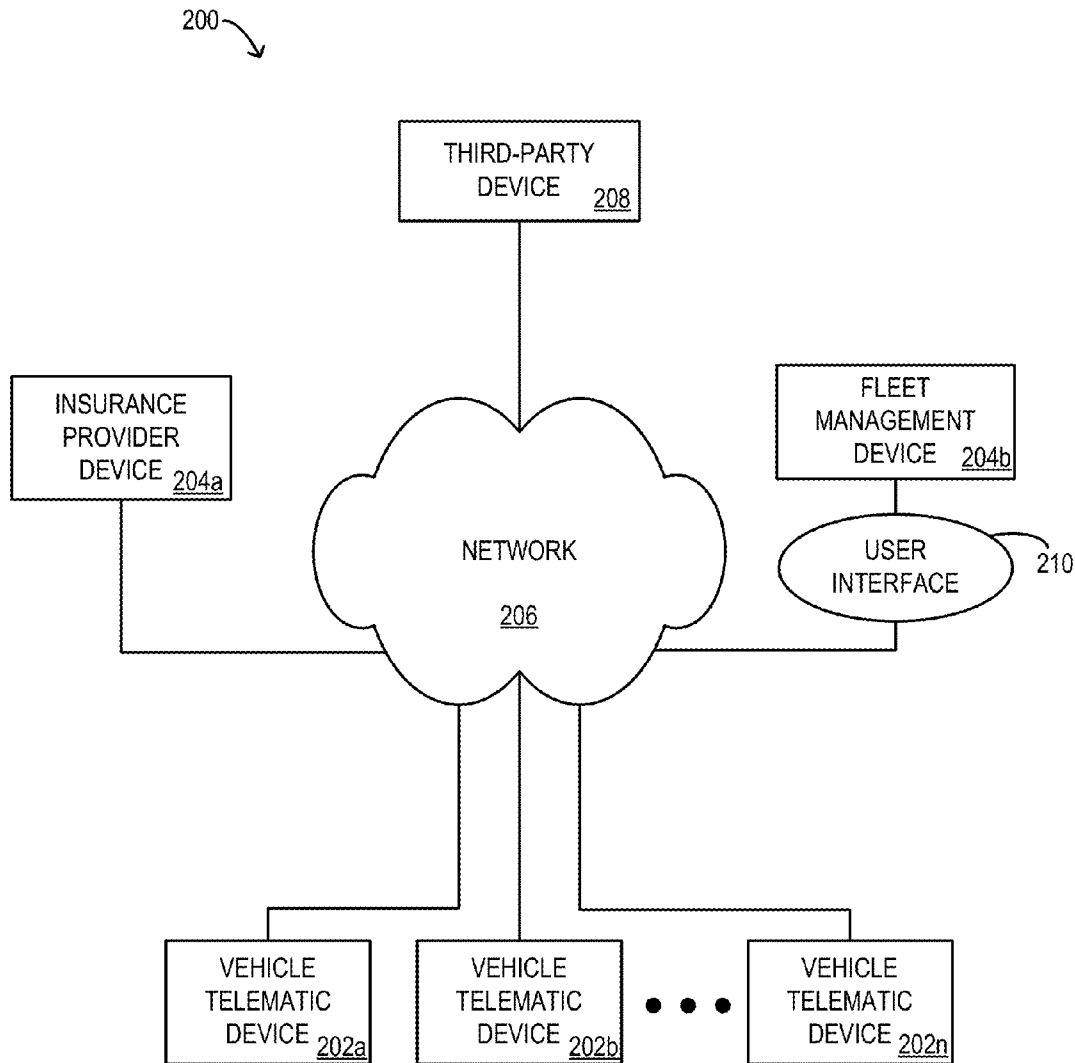 200
THIRD-PARTY
DEVICE
208
INSURANCE
PROVIDER
DEVICE
204a
FLEET
MANAGEMENT
DEVICE
204b
USER
INTERFACE
210
NETWORK
206
VEHICLE
TELEMATIC
DEVICE
202a
VEHICLE
TELEMATIC
DEVICE
202b
VEHICLE
TELEMATIC
DEVICE
202n